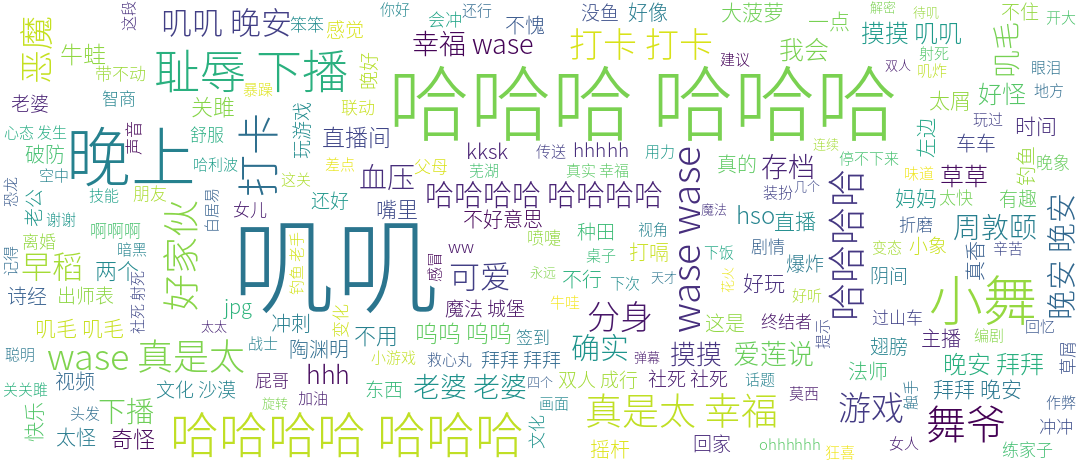 恶魔
叽叽 晚安
笨笨
感觉
这段
你好
会冲
还行
不愧
没鱼
好像
大菠萝
一点
解密
待叽
不住
开大
牛蛙
带不动
耻辱 下播
晚好
幸福 wase
打卡 打卡
建议
我会
摸摸 叽叽
射死
叽炸
双人
叽毛
眼泪
地方
老婆
智商
暴躁
关雎
联动
哈哈哈 哈哈哈
太屑
好怪
玩过
时间
心态 发生
声音
舒服
打卡
玩游戏
直播间
kksk
传送
hhhhh
用力
连续
左边
车车
破防
晚上
哈利波
差点
血压
父母
芜湖
真实 幸福
wase wase
真的
存档
停不下来
草草
钓鱼
晚象
恐龙
空中
技能
朋友
白居易
这关
还好
嘴里
哈哈哈哈 哈哈哈哈
不好意思
装扮
几个
哈哈哈哈
味道
妈妈
太快
有趣
老公
谢谢
啊啊啊
好家伙
女儿
叽叽
ww
喷嚏
种田
视角
魔法
hso
直播
折磨
周敦颐
晚安 晚安
记得
离婚
早稻
暗黑
两个
社死 射死
钓鱼 老手
感冒
可爱
永远
打嗝
桌子
下饭
剧情
爆炸
变态
小象
真香
辛苦
诗经
出师表
jpg
魔法 城堡
牛哇
不行
下次
天才
花火
好玩
好听
阴间
小舞
叽毛 叽毛
太太
冲刺
变化
不用
呜呜 呜呜
签到
分身
这是
终结者
提示
过山车
主播
编剧
回忆
聪明
wase 真是太
战士
陶渊明
小游戏
救心丸
拜拜 拜拜
确实
弹幕
摸摸
爱莲说
翅膀
法师
晚安 拜拜
草屑
关关雎
视频
文化 沙漠
屁哥
hhh
东西
老婆 老婆
四个
双人 成行
社死 社死
话题
莫西
触手
拜拜 晚安
作弊
快乐
头发
下播
旋转
加油
画面
真是太 幸福
游戏
舞爷
冲冲
太怪
奇怪
哈哈哈哈 哈哈哈
文化
摇杆
回家
ohhhhhh
狂喜
女人
练家子